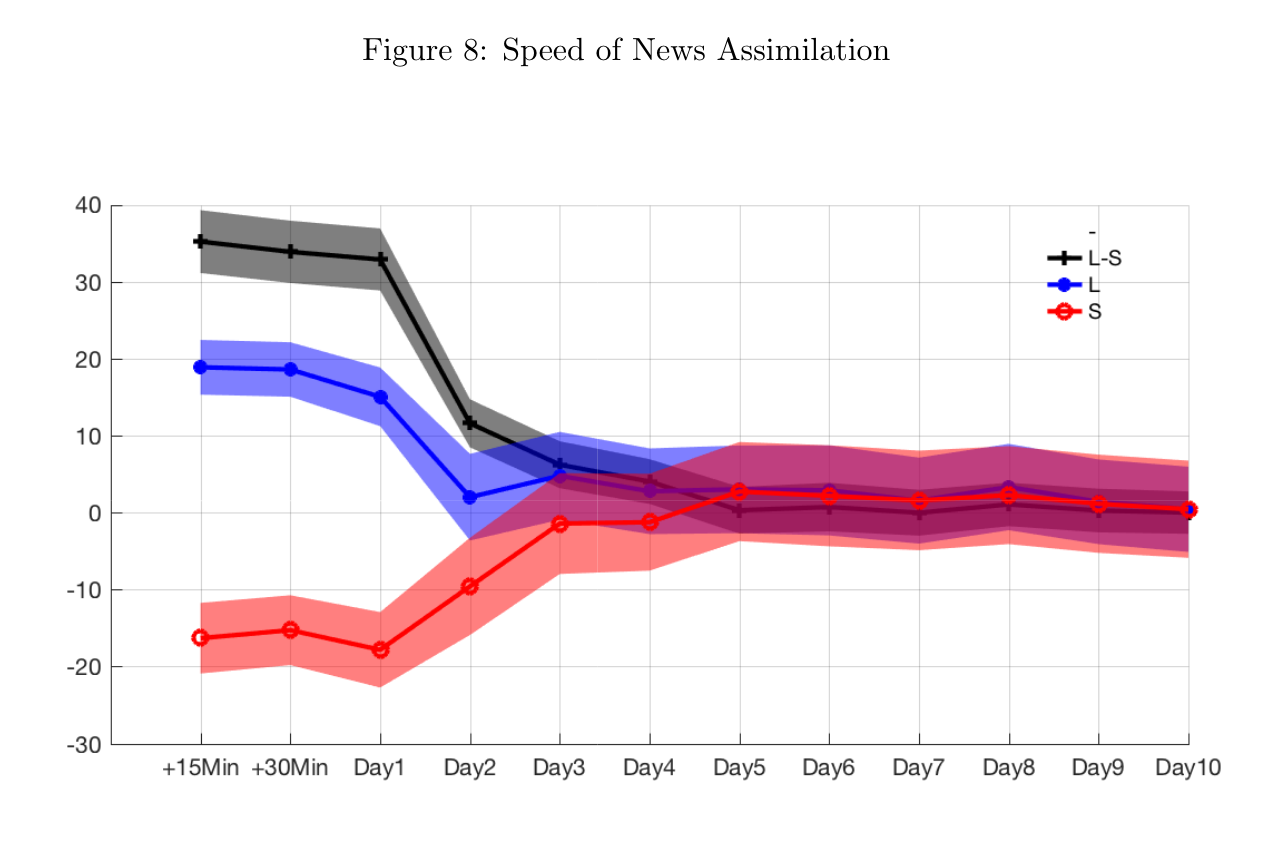 Figure 8: Speed of News Assimilation
40
30
20
10
0
-10
-20
-30
-
L-S
L
S
+15Min +30Min Day1 Day2 Day3 Day4 Day5 Day6 Day7 Day8 Day9 Day10